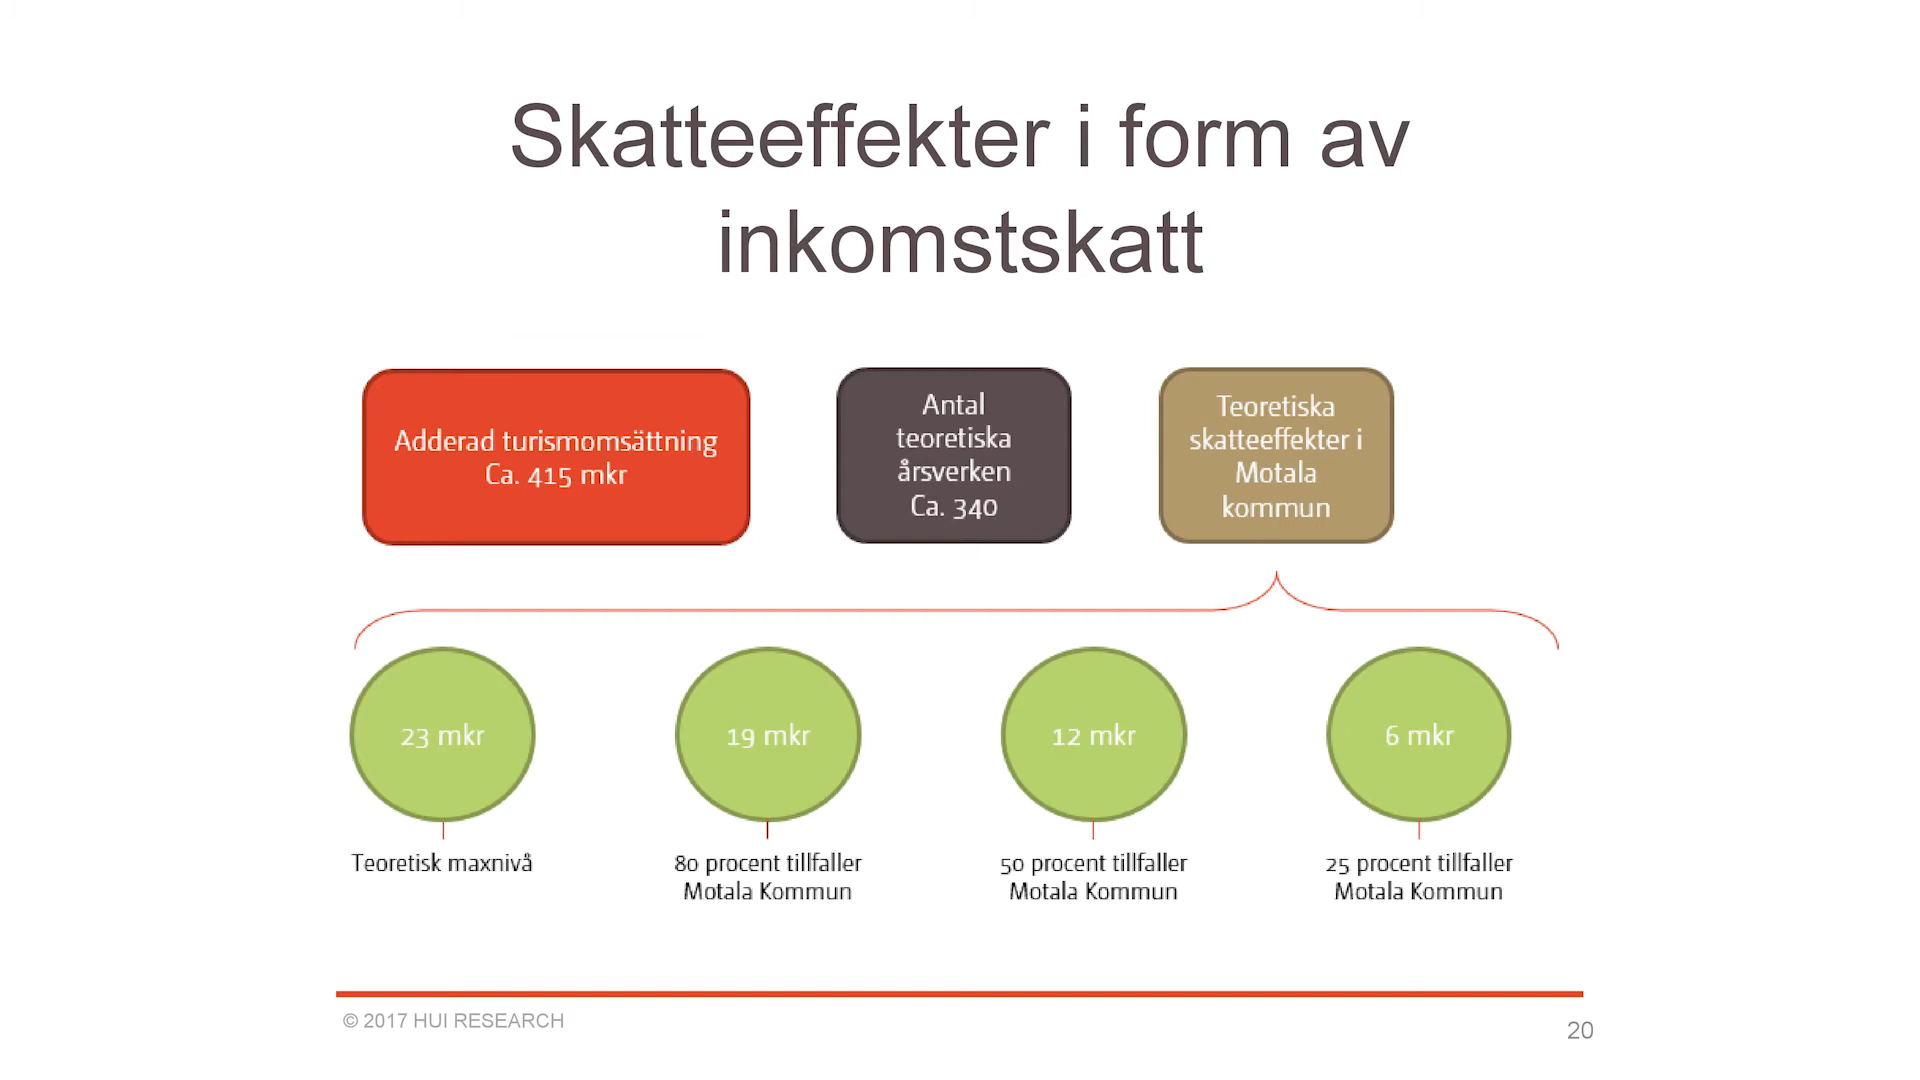 Skatteeffekter i form av
inkomstskatt
Adderad turismomsättning
Ca. 415 mkr
Antal
teoretiska
årsverken
Ca. 340
Teoretiska
skatteeffekter i
Motala
kommun
23 mkr
19 mkr
12 mkr
6 mkr
Teoretisk maxnivå
80 procent tillfaller
Motala Kommun
50 procent tillfaller
Motala Kommun
25 procent tillfaller
Motala Kommun
© 2017 HUI RESEARCH
20